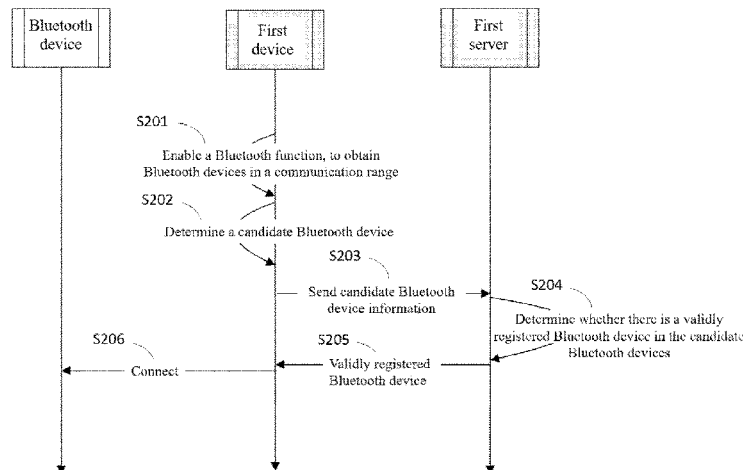 Bluetooth
device
First
device
First
server
S201
Enable a Bluetooth function, to obtain
Bluetooth devices in a communication range
S202
Determine a candidate Bluetooth device
S203
Send candidate Bluetooth
device information
S204
Determine whether there is a validly
registered Bluetooth device in the candidate
Bluetooth devices
S205
Validly registered
Bluetooth device
S206
Connect